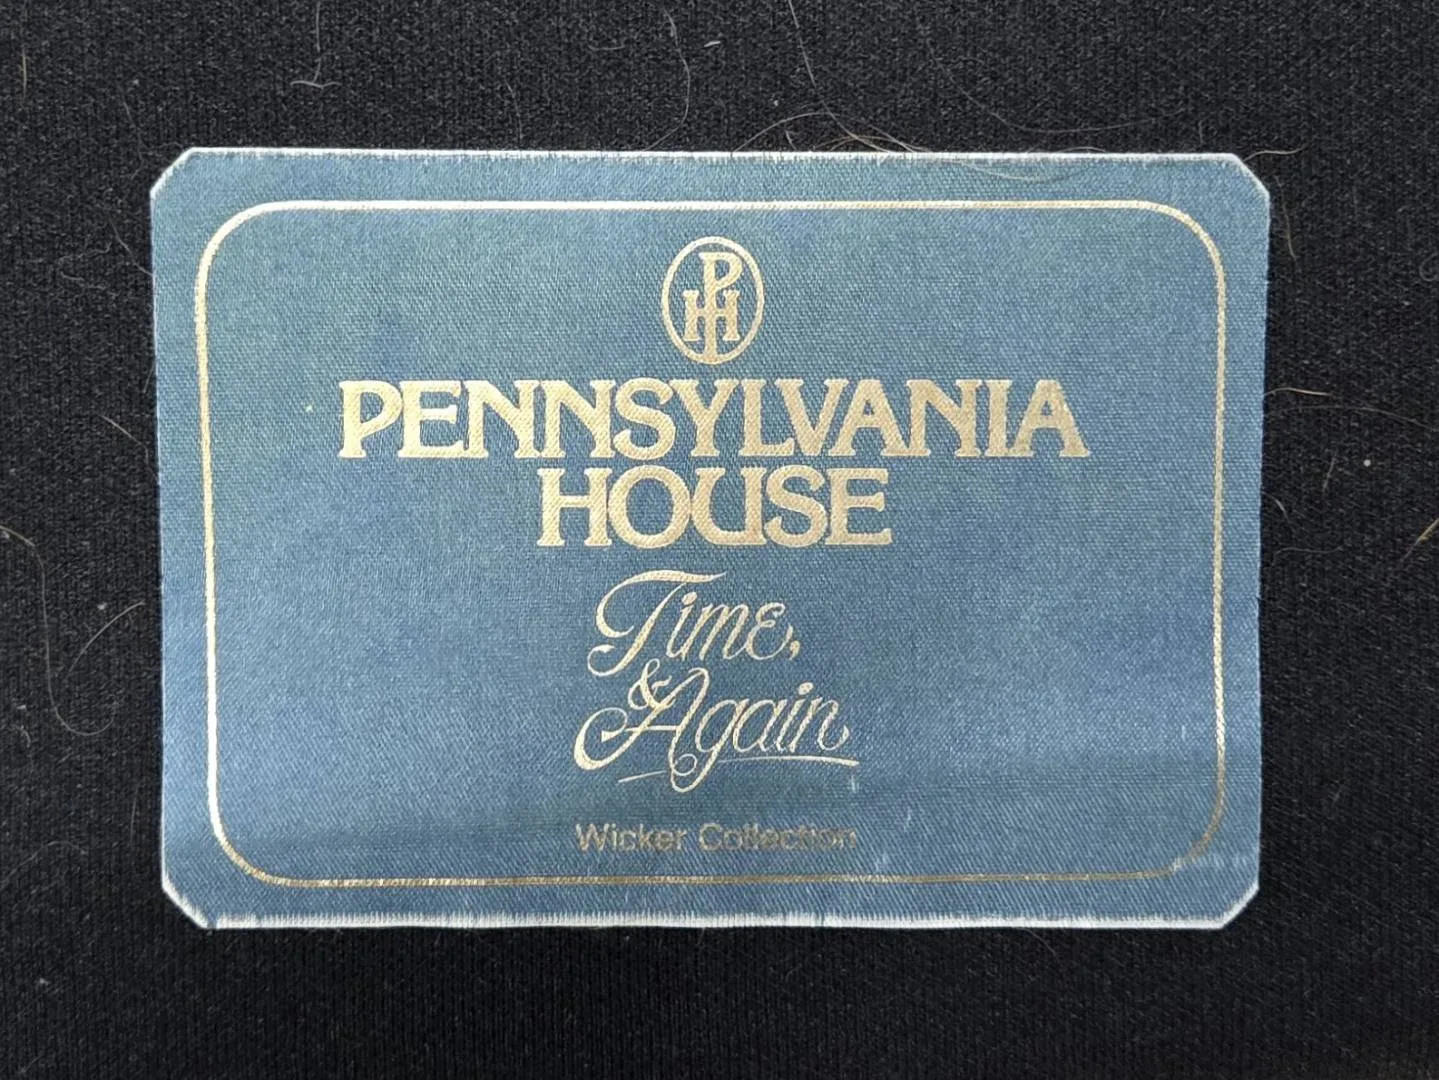 PH
PENNSYLVANIA
HOUSE
Time,
& Again
Wicker Collection